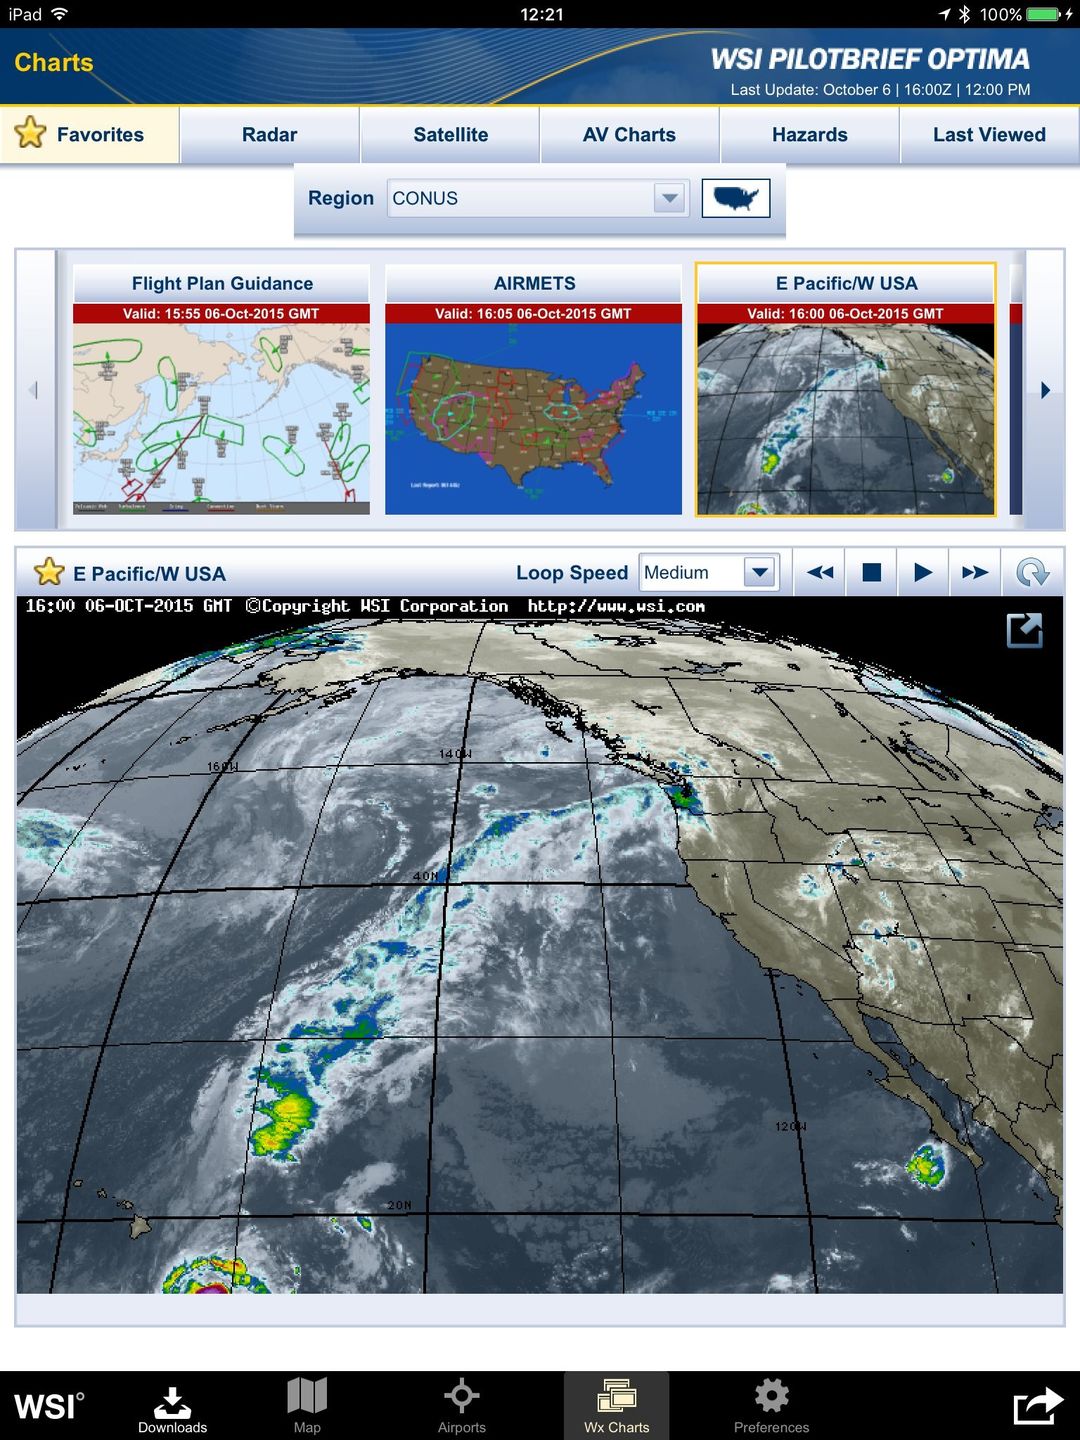 iPad
12:21
100%
Charts
WSI PILOTBRIEF OPTIMA
Last Update: October 6 | 16:00Z | 12:00 PM
Favorites
Radar
Satellite
AV Charts
Hazards
Last Viewed
Region
CONUS
Flight Plan Guidance
AIRMETS
E Pacific/W USA
Valid: 15:55 06-Oct-2015 GMT
Valid: 16:05 06-Oct-2015 GMT
Valid: 16:00 06-Oct-2015 GMT
E Pacific/W USA
Loop Speed
Medium
16:00 06-OCT-2015 GMT ©Copyright WSI Corporation http://www.wsi.com
160W
140W
40N
120W
20N
WSI
Downloads
Map
Airports
Wx Charts
Preferences